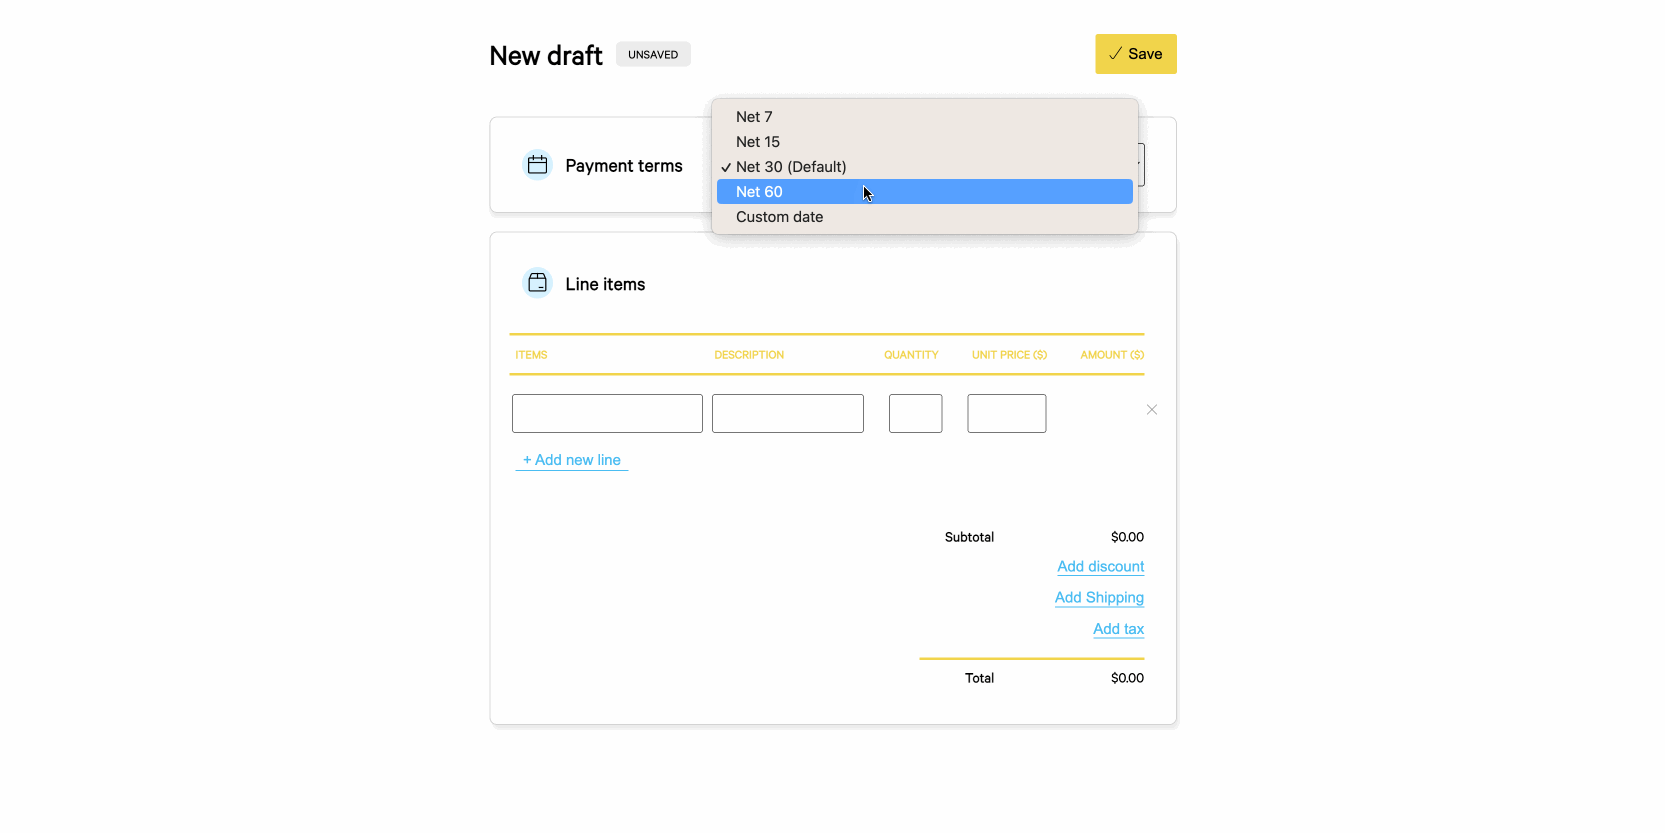 New draft
UNSAVED
Save
Payment terms
Net 7
Net 15
Net 30 (Default)
Net 60
Custom date
Line items
ITEMS DESCRIPTION QUANTITY UNIT PRICE ($) AMOUNT ($)
+ Add new line
Subtotal $0.00
Add discount
Add Shipping
Add tax
Total $0.00